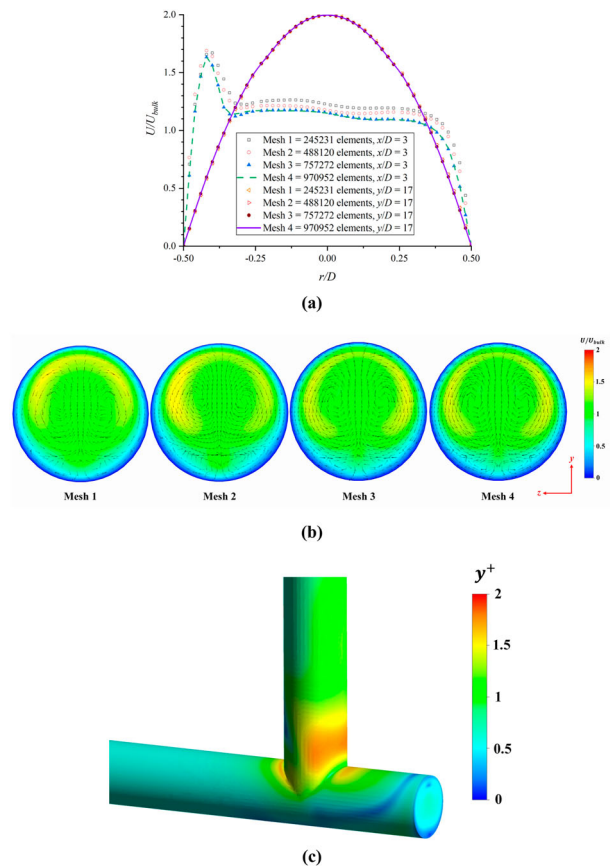 2.0
1.5
1.0
0.5
0.0
U/U_bulk
Mesh 1 = 245231 elements, x/D = 3
Mesh 2 = 488120 elements, x/D = 3
Mesh 3 = 757272 elements, x/D = 3
Mesh 4 = 970952 elements, x/D = 3
Mesh 1 = 245231 elements, y/D = 17
Mesh 2 = 488120 elements, y/D = 17
Mesh 3 = 757272 elements, y/D = 17
Mesh 4 = 970952 elements, y/D = 17
-0.50 -0.25 0.00 0.25 0.50
r/D
(a)
U/U_bulk
2
1.5
1
0.5
0
y
z
Mesh 1 Mesh 2 Mesh 3 Mesh 4
(b)
y⁺
2
1.5
1
0.5
0
(c)